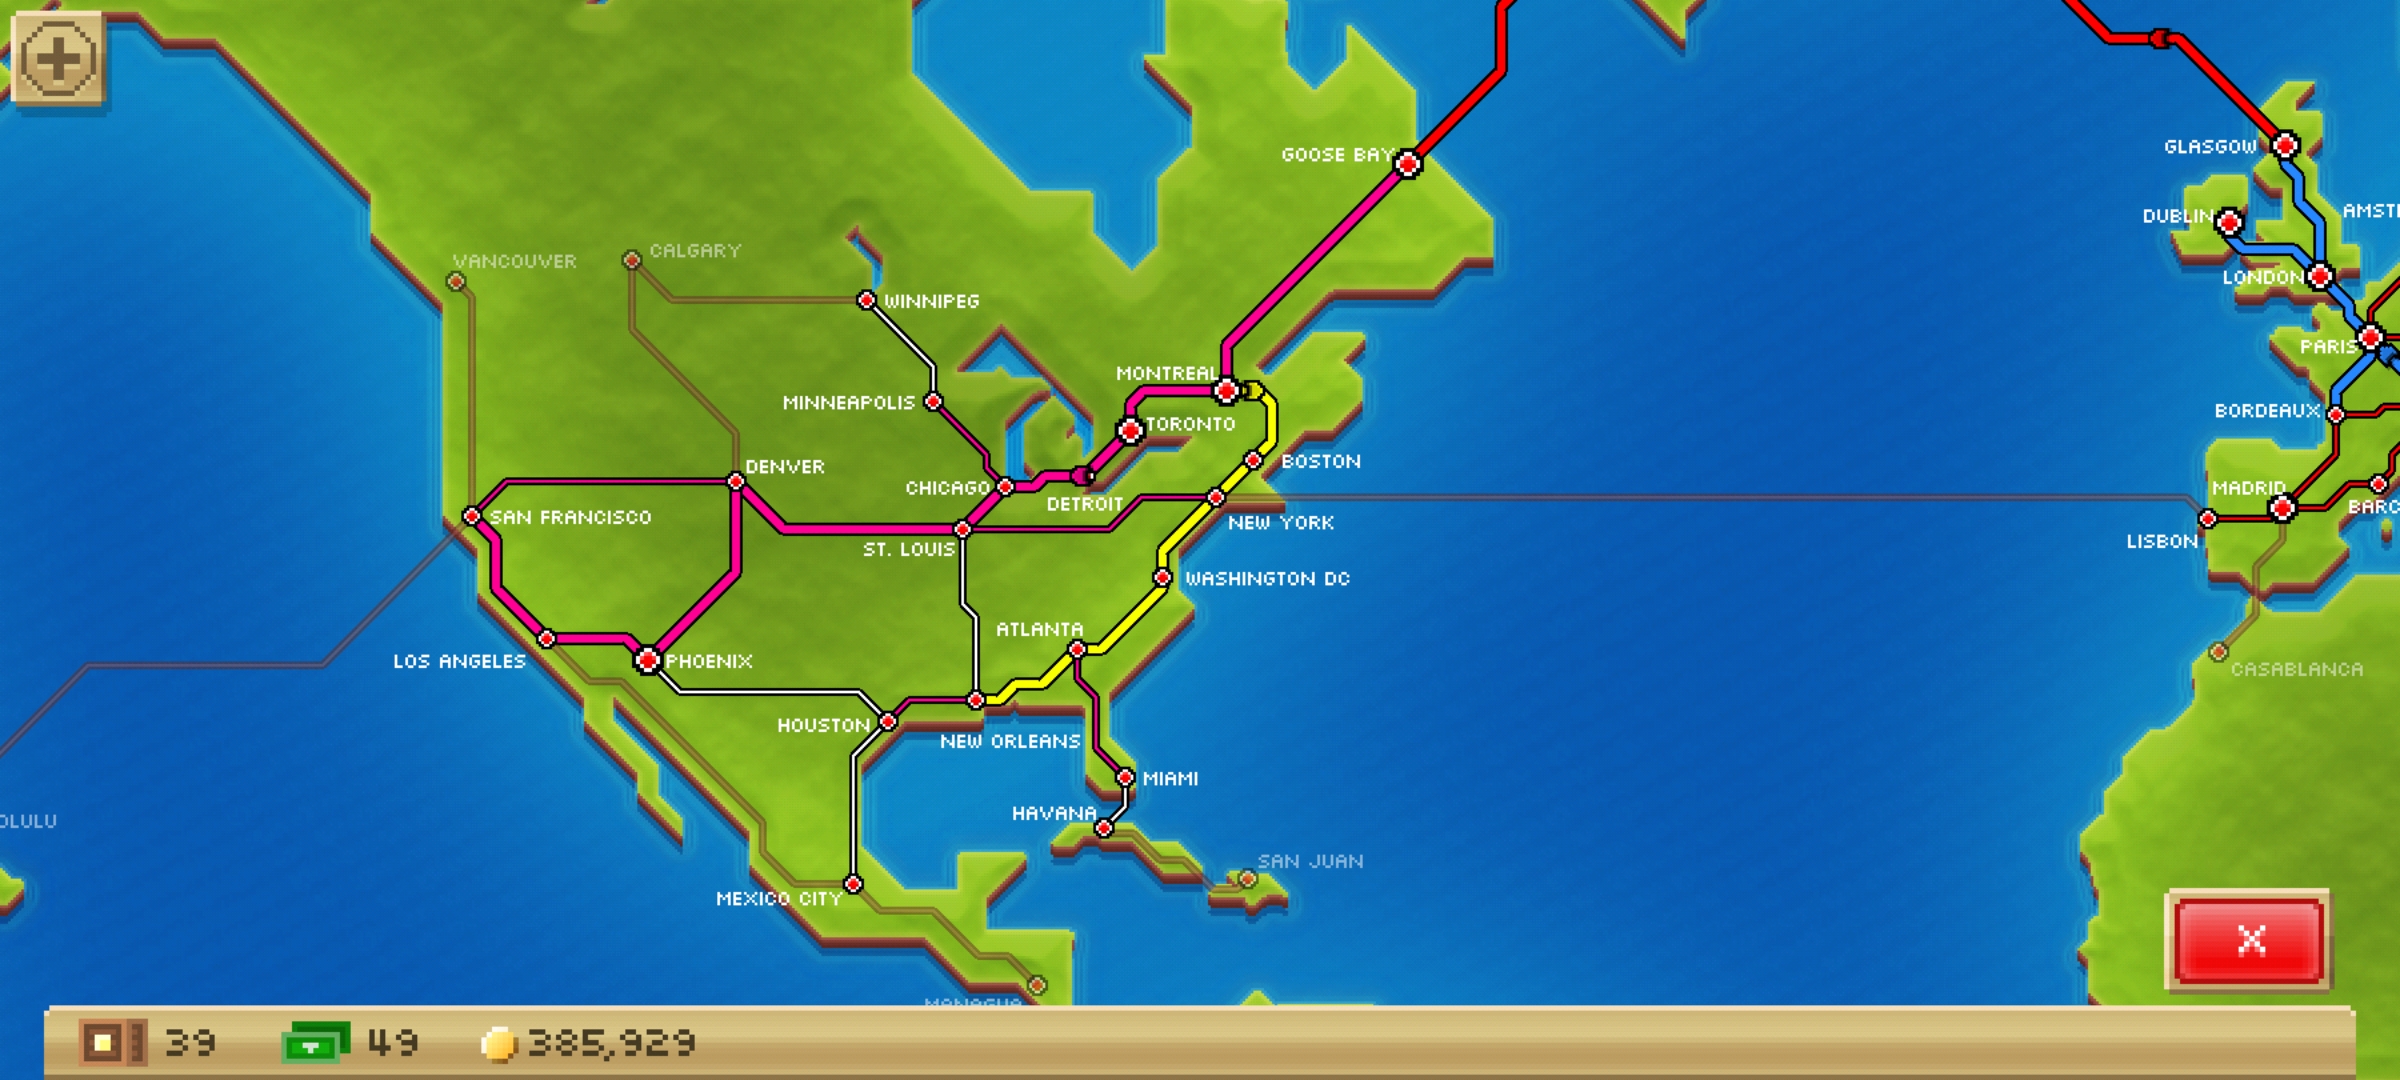 GOOSE BAY
GLASGOW
DUBLIN
AMST
VANCOUVER
CALGARY
LONDON
WINNIPEG
PARIS
MONTREAL
MINNEAPOLIS
BORDEAUX
TORONTO
BOSTON
DENVER
CHICAGO
MADRID
DETROIT
BARC
SAN FRANCISCO
NEW YORK
LISBON
ST. LOUIS
WASHINGTON DC
ATLANTA
LOS ANGELES
PHOENIX
CASABLANCA
HOUSTON
NEW ORLEANS
MIAMI
HAVANA
OLULU
SAN JUAN
MEXICO CITY
MANAGUA
39
49
385,929